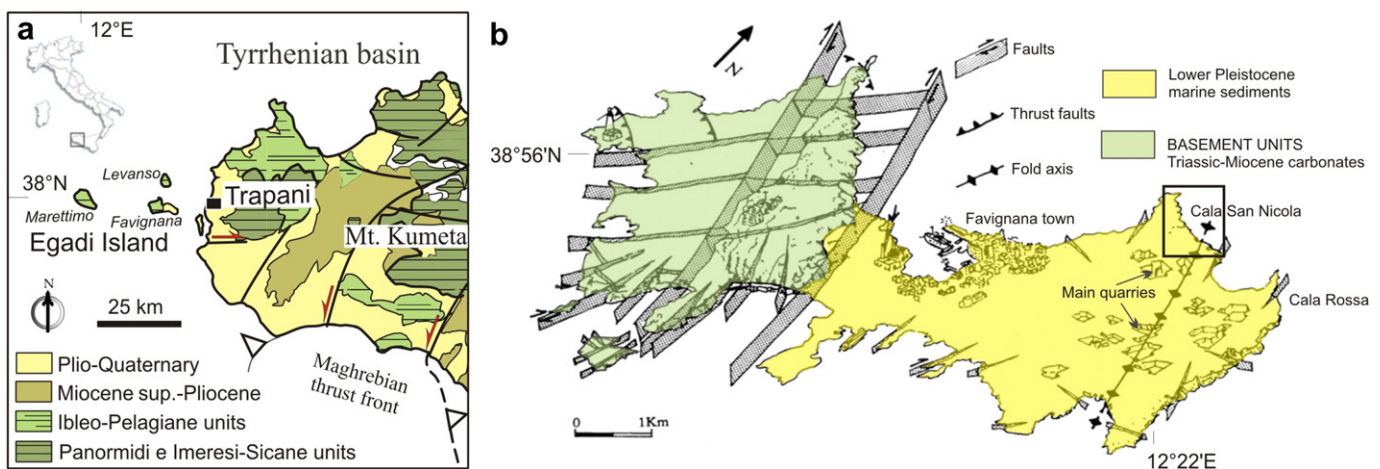 a
12°E
Tyrrhenian basin
38°N
Levanso
Marettimo
Favignana
Egadi Island
Trapani
Mt. Kumeta
N
25 km
Maghrebian
thrust front
Plio-Quaternary
Miocene sup.-Pliocene
Ibleo-Pelagiane units
Panormidi e Imeresi-Sicane units
b
N
38°56'N
Faults
Thrust faults
Fold axis
Lower Pleistocene
marine sediments
BASEMENT UNITS
Triassic-Miocene carbonates
Favignana town
Cala San Nicola
Main quarries
Cala Rossa
0 1Km
12°22'E